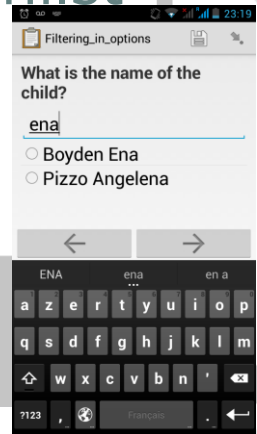 23:19
Filtering_in_options
What is the name of the
child?
ena
Boyden Ena
Pizzo Angelena
ENA ena en a
a z e r t y u i o p
q s d f g h j k l m
w x c v b n '
?123 , Français .